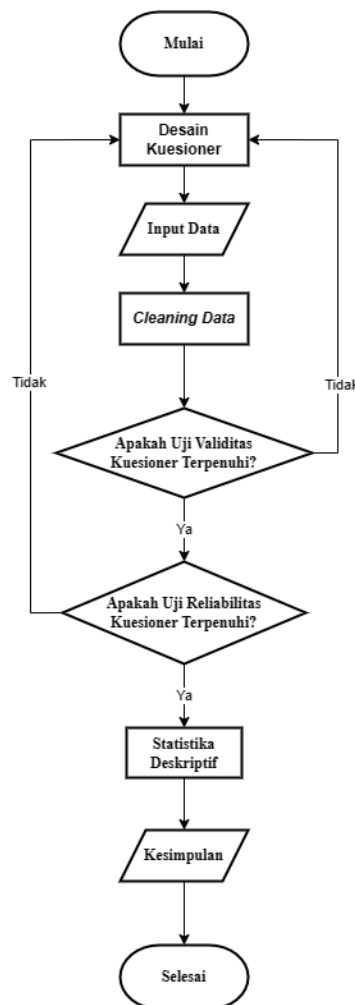 Mulai
Desain
Kuesioner
Input Data
Cleaning Data
Tidak
Tidak
Apakah Uji Validitas
Kuesioner Terpenuhi?
Ya
Apakah Uji Reliabilitas
Kuesioner Terpenuhi?
Ya
Statistika
Deskriptif
Kesimpulan
Selesai